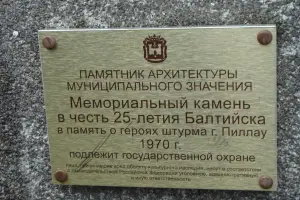 ПАМЯТНИК АРХИТЕКТУРЫ
МУНИЦИПАЛЬНОГО ЗНАЧЕНИЯ
Мемориальный камень
в честь 25-летия Балтийска
в память о героях штурма г. Пиллау
1970 г.
подлежит государственной охране